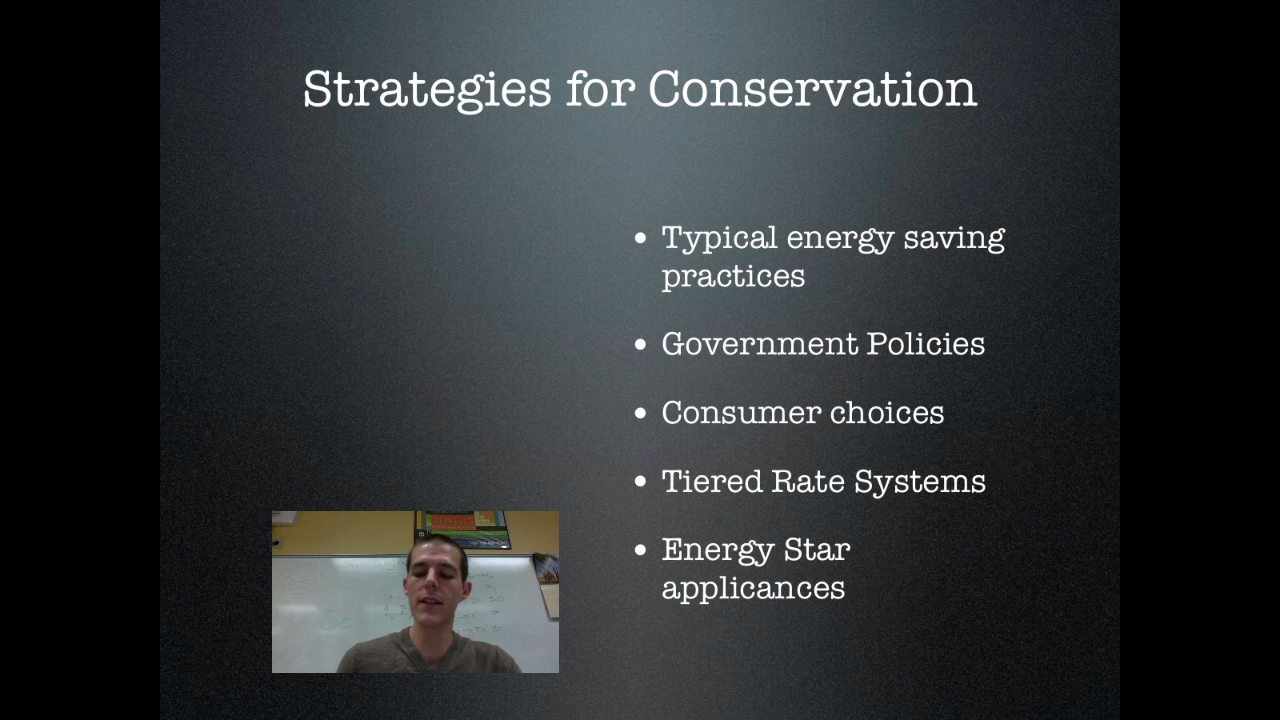 Strategies for Conservation
• Typical energy saving
practices
• Government Policies
• Consumer choices
• Tiered Rate Systems
• Energy Star
applicances